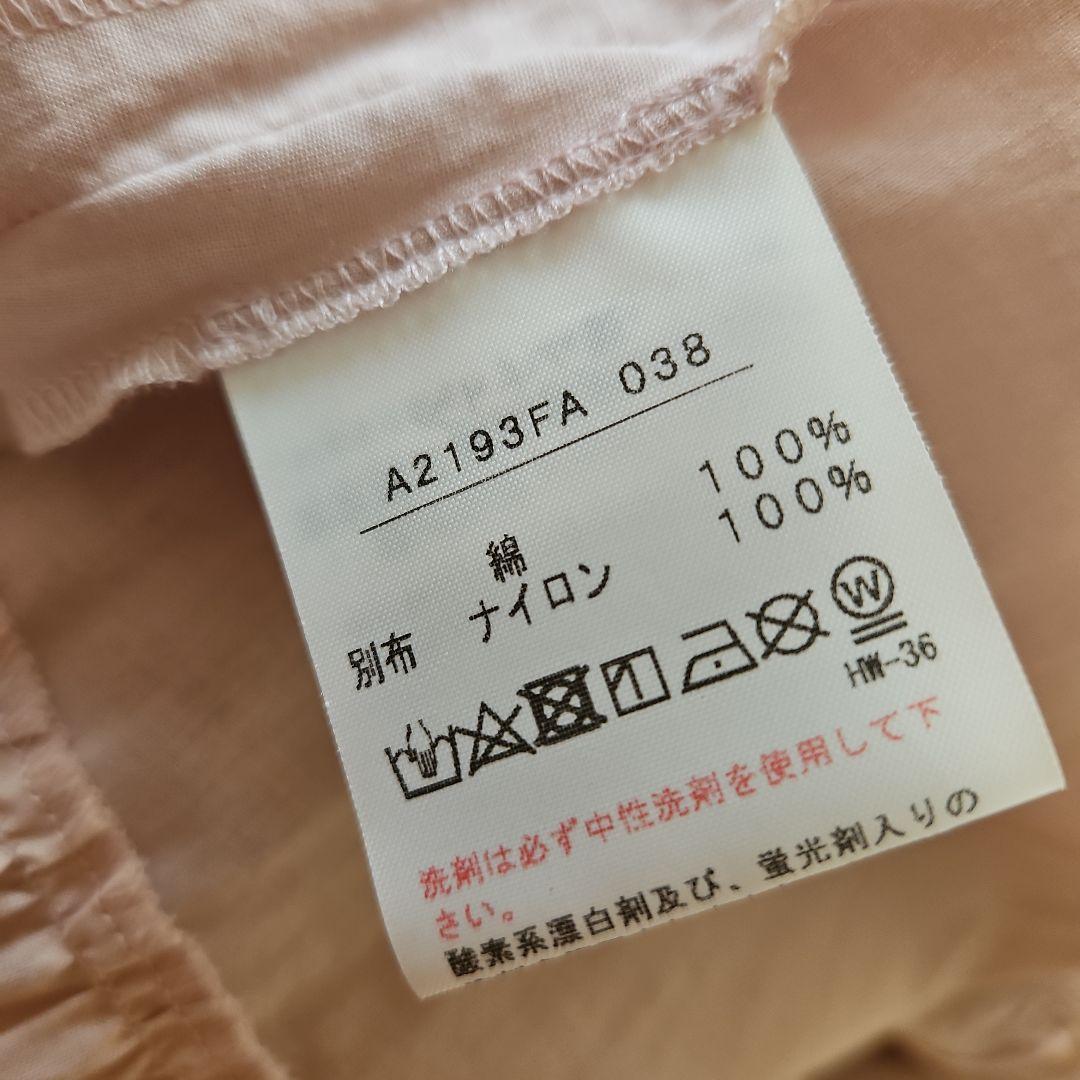 A2193FA 038
綿 100%
別布 ナイロン 100%
W
HW-36
洗剤は必ず中性洗剤を使用して下
さい。
酸素系漂白剤及び、蛍光剤入りの